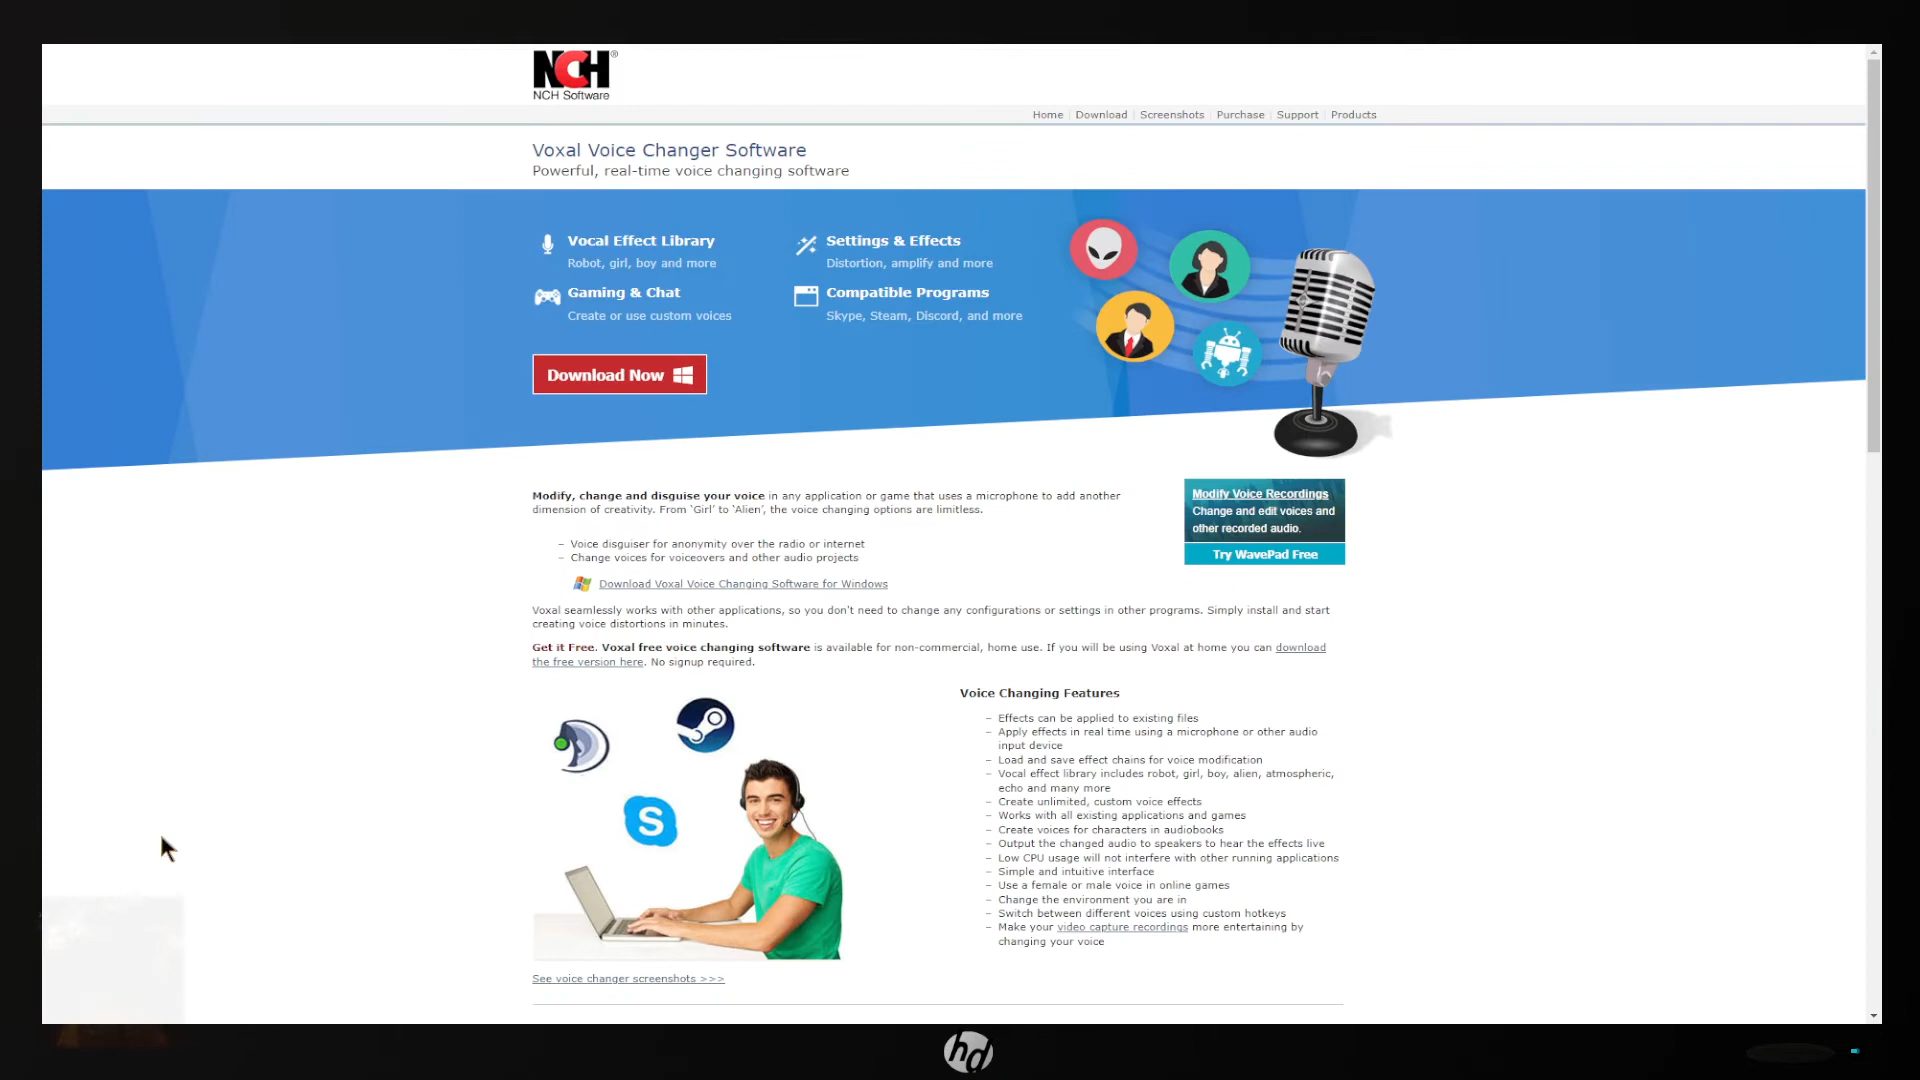 NCH®
NCH Software
Home | Download | Screenshots | Purchase | Support | Products
Voxal Voice Changer Software
Powerful, real-time voice changing software
Vocal Effect Library
Robot, girl, boy and more
Settings & Effects
Distortion, amplify and more
Gaming & Chat
Create or use custom voices
Compatible Programs
Skype, Steam, Discord, and more
Download Now
Modify, change and disguise your voice in any application or game that uses a microphone to add another
dimension of creativity. From ‘Girl’ to ‘Alien’, the voice changing options are limitless.
Modify Voice Recordings
Change and edit voices and
other recorded audio.
Try WavePad Free
– Voice disguiser for anonymity over the radio or internet
– Change voices for voiceovers and other audio projects
Download Voxal Voice Changing Software for Windows
Voxal seamlessly works with other applications, so you don't need to change any configurations or settings in other programs. Simply install and start
creating voice distortions in minutes.
Get it Free. Voxal free voice changing software is available for non-commercial, home use. If you will be using Voxal at home you can download
the free version here. No signup required.
S
See voice changer screenshots >>>
Voice Changing Features
– Effects can be applied to existing files
– Apply effects in real time using a microphone or other audio
input device
– Load and save effect chains for voice modification
– Vocal effect library includes robot, girl, boy, alien, atmospheric,
echo and many more
– Create unlimited, custom voice effects
– Works with all existing applications and games
– Create voices for characters in audiobooks
– Output the changed audio to speakers to hear the effects live
– Low CPU usage will not interfere with other running applications
– Simple and intuitive interface
– Use a female or male voice in online games
– Change the environment you are in
– Switch between different voices using custom hotkeys
– Make your video capture recordings more entertaining by
changing your voice
hd